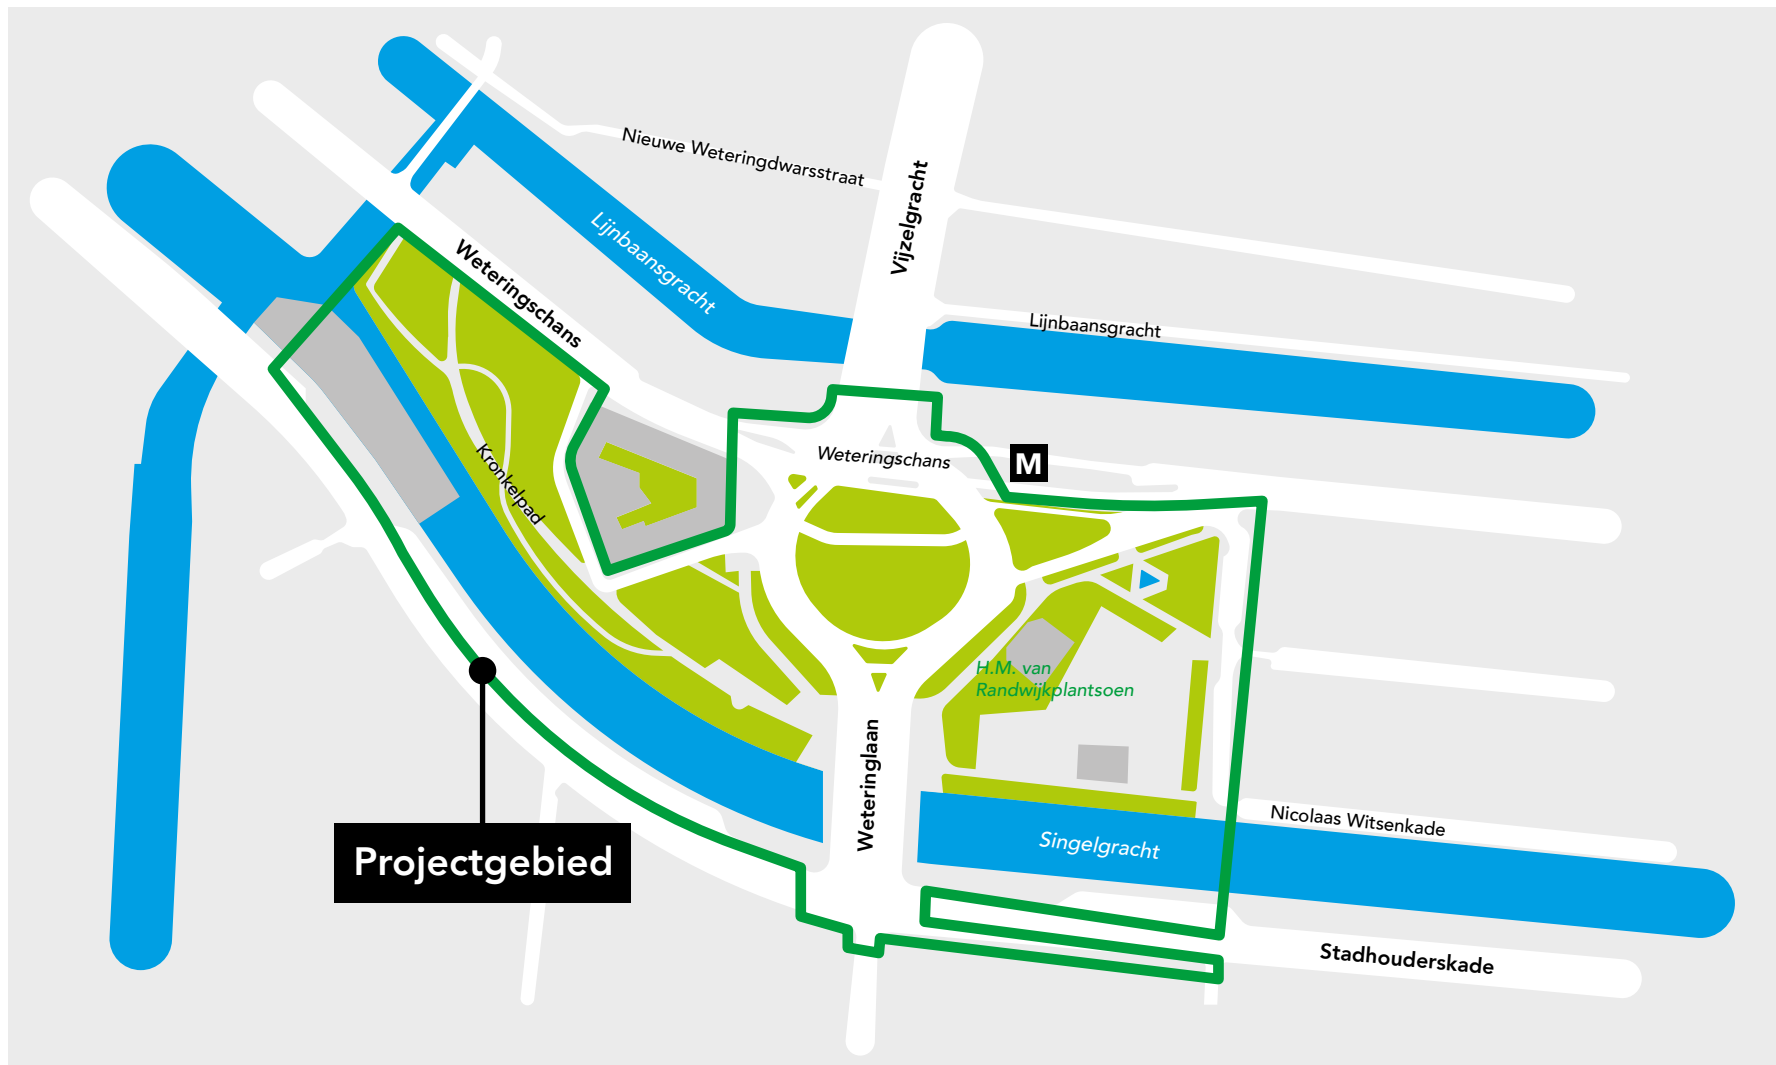 Nieuwe Weteringdwarsstraat
Vijzelgracht
Lijnbaansgracht
Weteringschans
Lijnbaansgracht
Weteringschans
M
Kronkelpad
H.M. van
Randwijkplantsoen
Weteringlaan
Nicolaas Witsenkade
Singelgracht
Projectgebied
Stadhouderskade